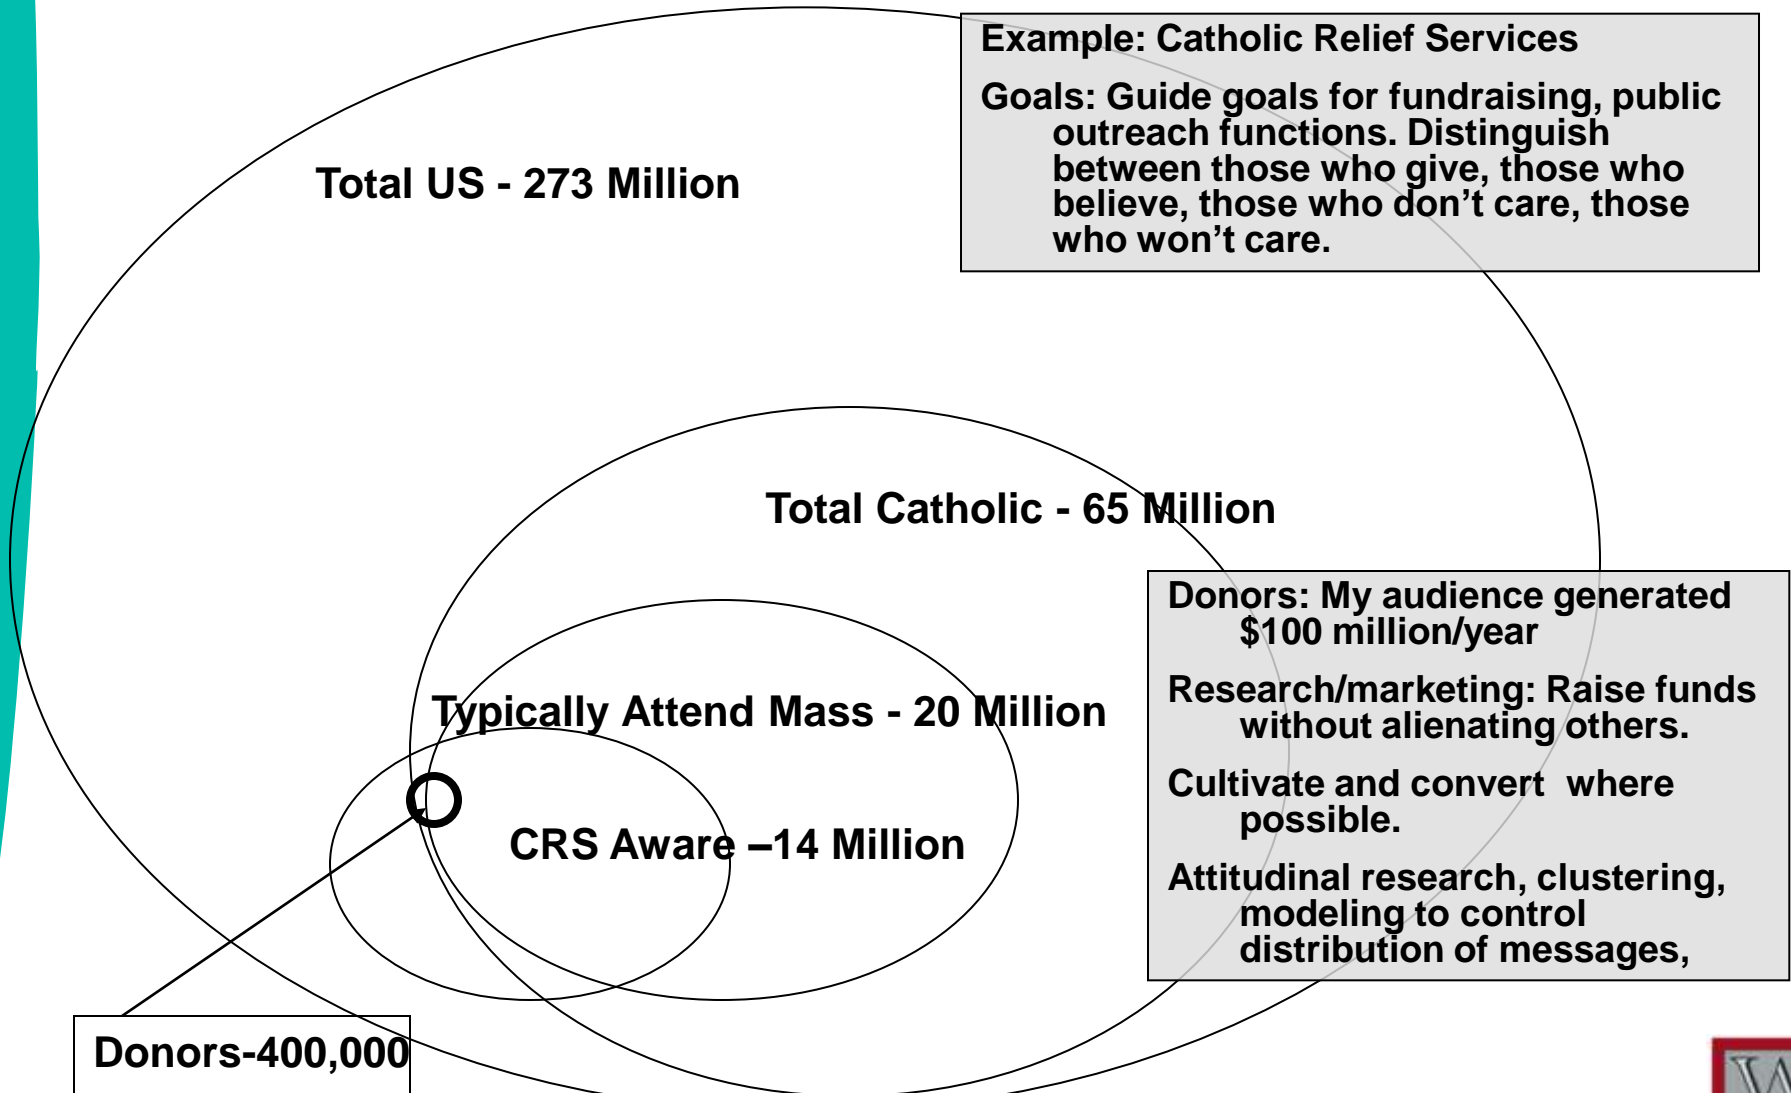 Example: Catholic Relief Services
Goals: Guide goals for fundraising, public
outreach functions. Distinguish
between those who give, those who
believe, those who don’t care, those
who won’t care.
Total US - 273 Million
Total Catholic - 65 Million
Typically Attend Mass - 20 Million
CRS Aware –14 Million
Donors-400,000
Donors: My audience generated
$100 million/year
Research/marketing: Raise funds
without alienating others.
Cultivate and convert where
possible.
Attitudinal research, clustering,
modeling to control
distribution of messages,